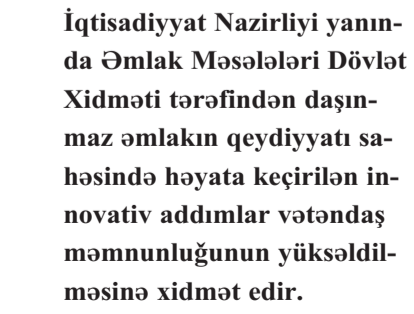 İqtisadiyyat Nazirliyi yanın-
da Əmlak Məsələləri Dövlət
Xidməti tərəfindən daşın-
maz əmlakın qeydiyyatı sa-
həsində həyata keçirilən in-
novativ addımlar vətəndaş
məmnunluğunun yüksəldil-
məsinə xidmət edir.